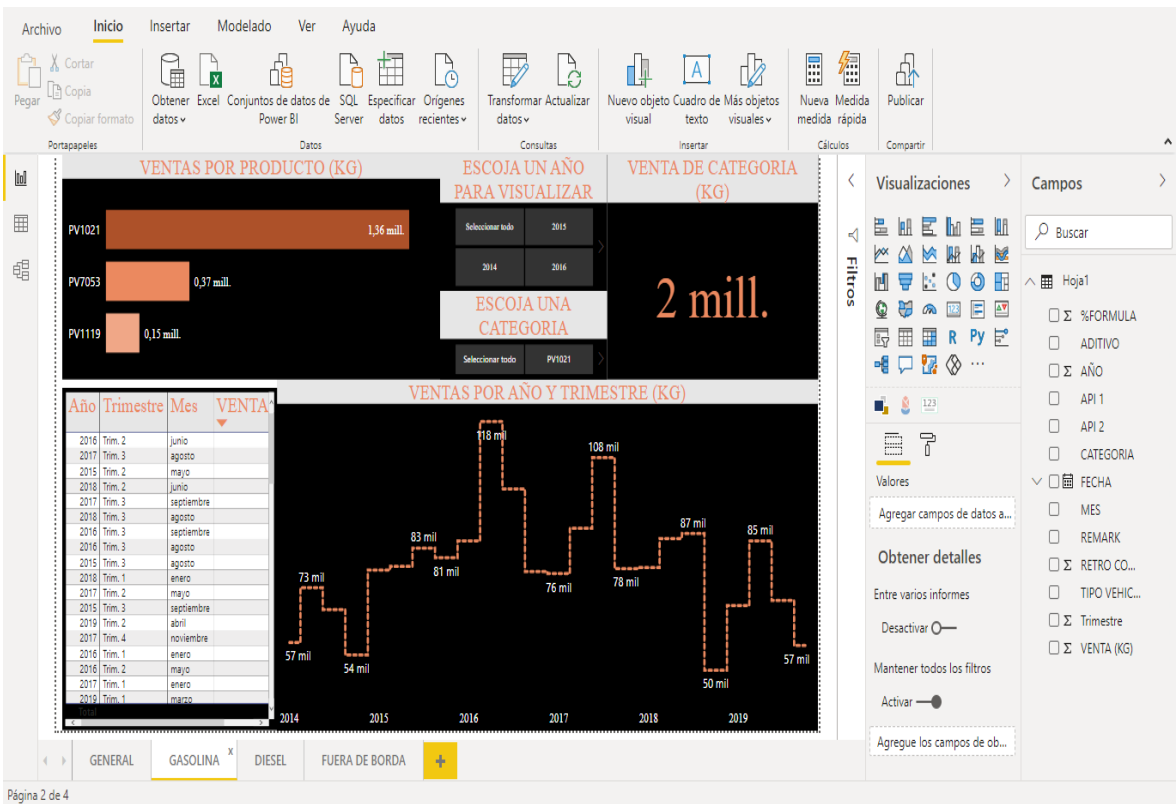 Archivo Inicio Insertar Modelado Ver Ayuda
Pegar
Cortar
Copia
Copiar formato
Portapapeles
Obtener datos
Excel
Conjuntos de datos de Power BI
SQL Server
Especificar datos
Orígenes recientes
Datos
Transformar datos
Actualizar
Consultas
Nuevo objeto visual
Cuadro de texto
A
Más objetos visuales
Insertar
Nueva medida
Medida rápida
Cálculos
Publicar
Compartir
VENTAS POR PRODUCTO (KG)
PV1021 1,36 mill.
PV7053 0,37 mill.
PV1119 0,15 mill.
ESCOJA UN AÑO
PARA VISUALIZAR
Seleccionar todo 2015
2014 2016
ESCOJA UNA
CATEGORIA
Seleccionar todo PV1021
VENTA DE CATEGORIA
(KG)
2 mill.
Año Trimestre Mes VENTA
2016 Trim. 2 junio
2017 Trim. 3 agosto
2015 Trim. 2 mayo
2018 Trim. 2 junio
2017 Trim. 3 septiembre
2018 Trim. 3 agosto
2016 Trim. 3 septiembre
2016 Trim. 3 agosto
2015 Trim. 3 agosto
2018 Trim. 1 enero
2017 Trim. 2 mayo
2015 Trim. 3 septiembre
2019 Trim. 2 abril
2017 Trim. 4 noviembre
2016 Trim. 1 enero
2016 Trim. 2 mayo
2017 Trim. 1 enero
2019 Trim. 1 marzo
Total
VENTAS POR AÑO Y TRIMESTRE (KG)
57 mil
73 mil
54 mil
83 mil
81 mil
118 mil
76 mil
108 mil
78 mil
87 mil
50 mil
85 mil
57 mil
2014 2015 2016 2017 2018 2019
Filtros
Visualizaciones
123
R Py
123
Valores
Agregar campos de datos a...
Obtener detalles
Entre varios informes
Desactivar
Mantener todos los filtros
Activar
Agregue los campos de ob...
Campos
Buscar
Hoja1
Σ %FORMULA
ADITIVO
Σ AÑO
API 1
API 2
CATEGORIA
FECHA
MES
REMARK
Σ RETRO CO...
TIPO VEHIC...
Σ Trimestre
Σ VENTA (KG)
GENERAL GASOLINA x DIESEL FUERA DE BORDA +
Página 2 de 4